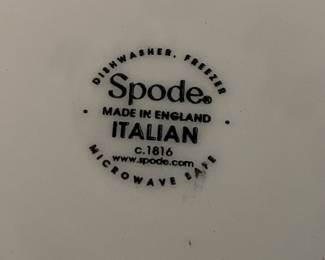 DISHWASHER, FREEZER
Spode®
MADE IN ENGLAND
ITALIAN
c.1816
www.spode.com
MICROWAVE SAFE